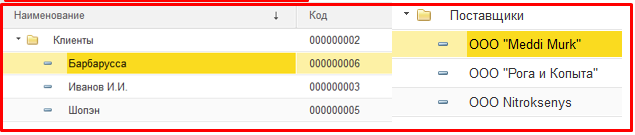 Наименование ↓ Код
Клиенты 000000002
Барбарусса 000000006
Иванов И.И. 000000003
Шопэн 000000005
Поставщики
ООО "Meddi Murk"
ООО "Рога и Копыта"
ООО Nitroksenys